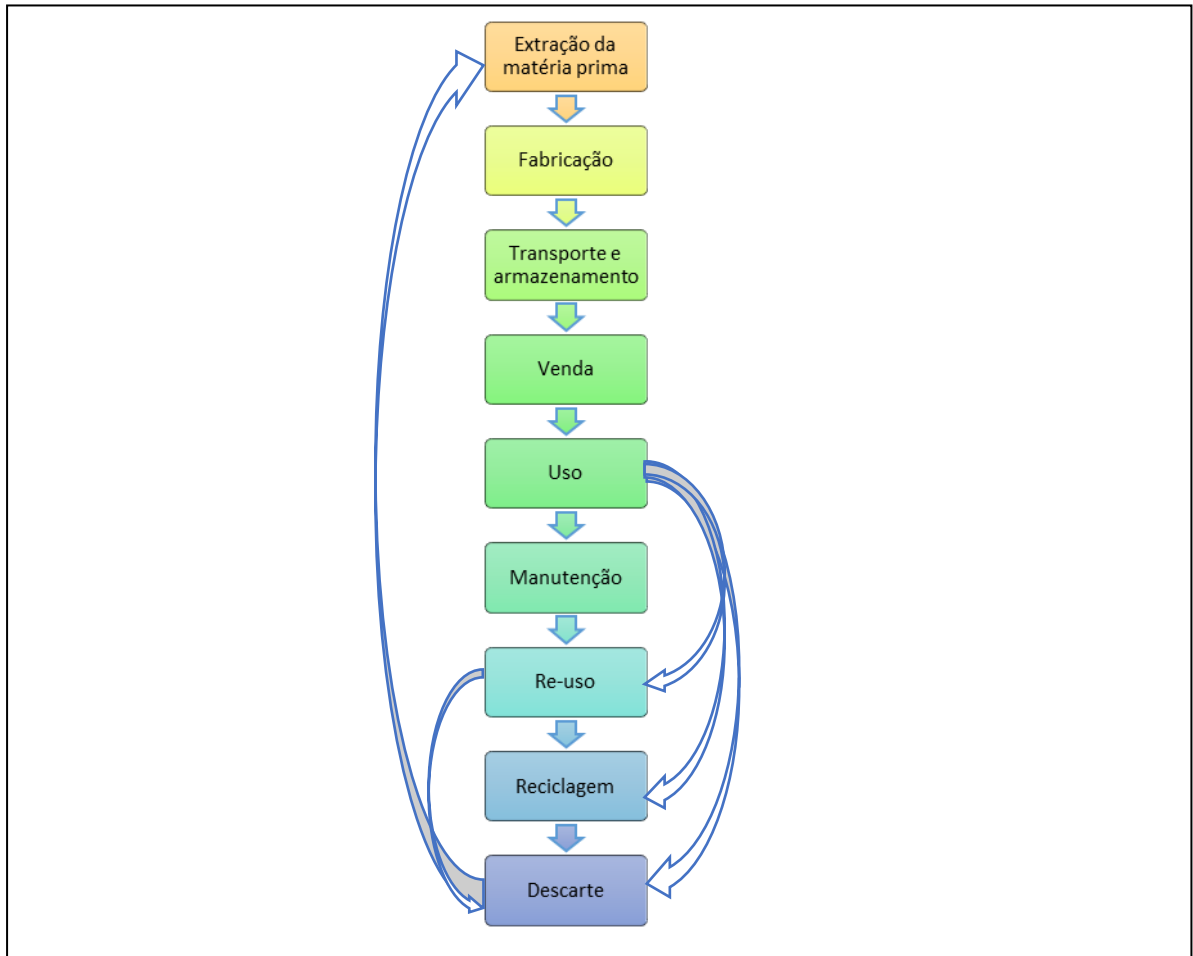 Extração da
matéria prima
Fabricação
Transporte e
armazenamento
Venda
Uso
Manutenção
Re-uso
Reciclagem
Descarte